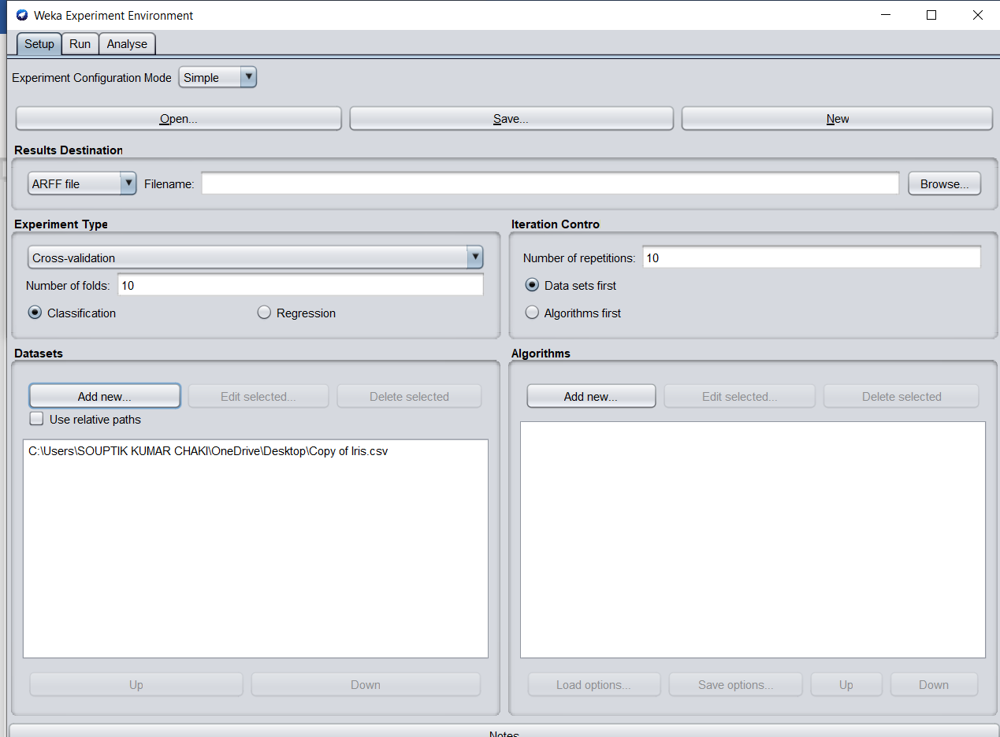 Weka Experiment Environment
Setup Run Analyse
Experiment Configuration Mode Simple
Open... Save... New
Results Destination
ARFF file Filename: Browse...
Experiment Type
Cross-validation
Number of folds: 10
Classification Regression
Iteration Contro
Number of repetitions: 10
Data sets first
Algorithms first
Datasets
Add new... Edit selected... Delete selected
Use relative paths
C:\Users\SOUPTIK KUMAR CHAKI\OneDrive\Desktop\Copy of Iris.csv
Up Down
Algorithms
Add new... Edit selected... Delete selected
Load options... Save options... Up Down
Notes